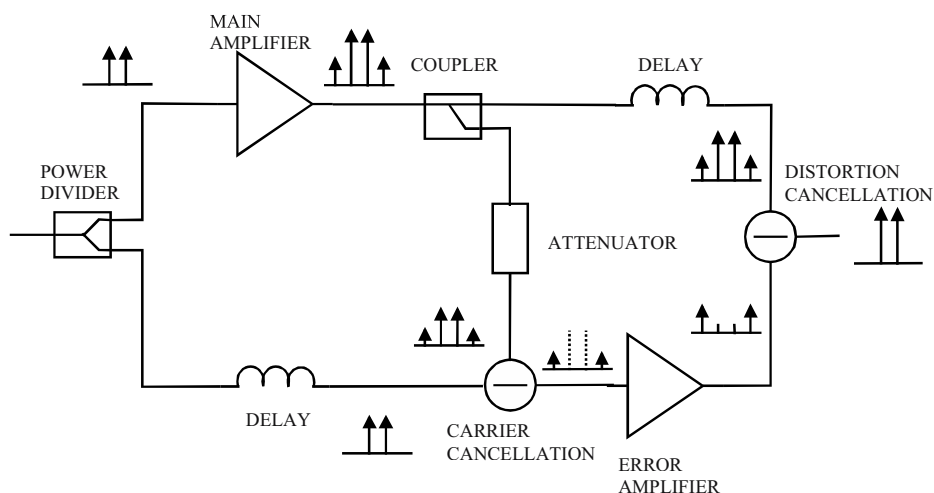 MAIN
AMPLIFIER
COUPLER
DELAY
POWER
DIVIDER
DISTORTION
CANCELLATION
ATTENUATOR
DELAY
CARRIER
CANCELLATION
ERROR
AMPLIFIER